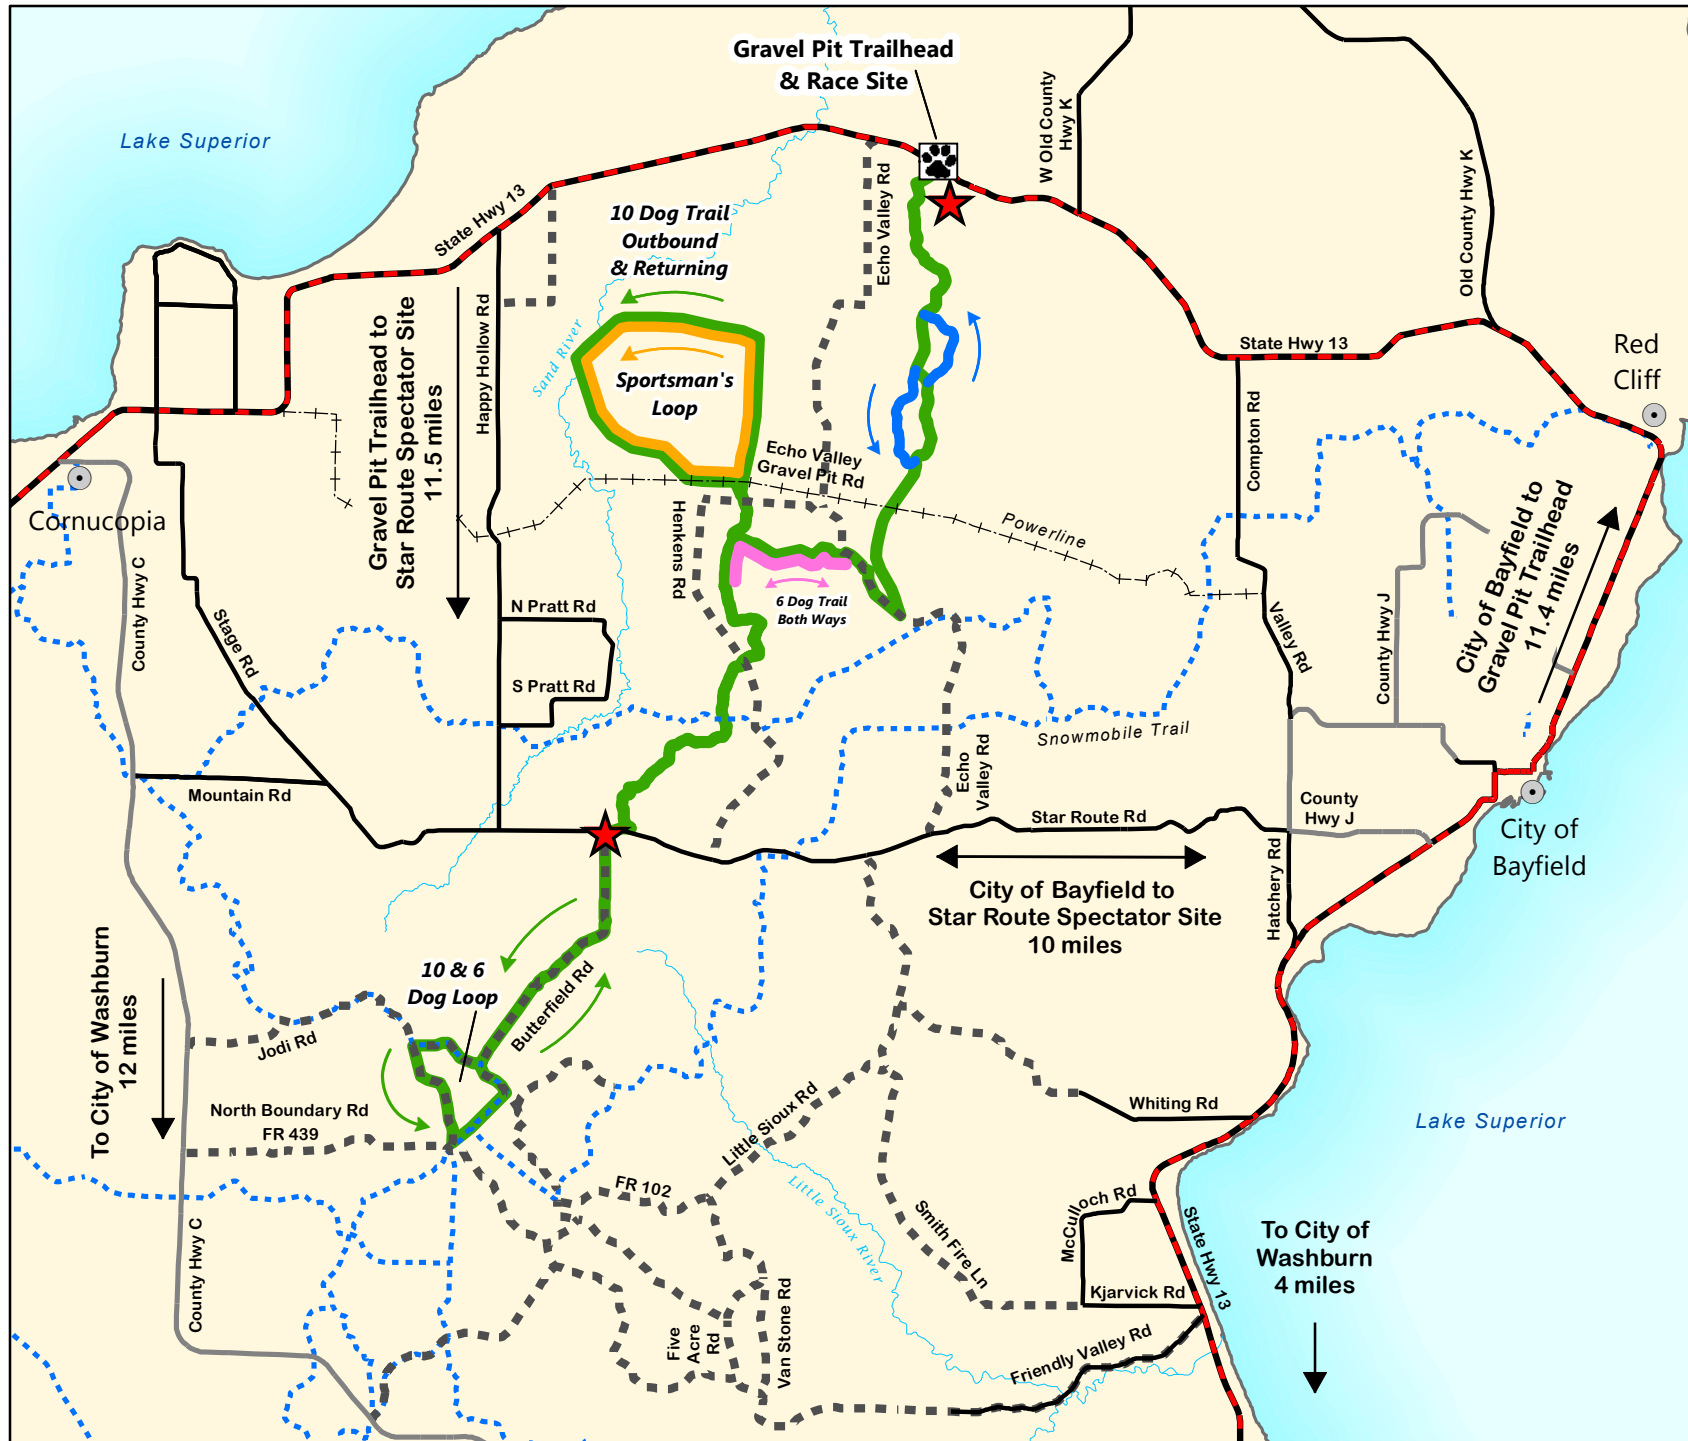 Gravel Pit Trailhead
& Race Site
Lake Superior
W Old County
Hwy K
Old County Hwy K
State Hwy 13
Echo Valley Rd
10 Dog Trail
Outbound
& Returning
Sand River
Happy Hollow Rd
Gravel Pit Trailhead to
Star Route Spectator Site
11.5 miles
Sportsman's
Loop
State Hwy 13
Red
Cliff
Compton Rd
Echo Valley
Gravel Pit Rd
Powerline
Cornucopia
County Hwy C
Stage Rd
Henkens Rd
6 Dog Trail
Both Ways
N Pratt Rd
S Pratt Rd
Valley Rd
County Hwy J
City of Bayfield to
Gravel Pit Trailhead
11.4 miles
Snowmobile Trail
Echo
Valley Rd
Mountain Rd
Star Route Rd
County
Hwy J
City of
Bayfield
City of Bayfield to
Star Route Spectator Site
10 miles
Hatchery Rd
To City of Washburn
12 miles
10 & 6
Dog Loop
Butterfield Rd
Jodi Rd
North Boundary Rd
FR 439
Little Sioux Rd
Whiting Rd
Lake Superior
FR 102
Little Sioux River
Smith Fire Ln
McCulloch Rd
Kjarvick Rd
State Hwy 13
To City of
Washburn
4 miles
County Hwy C
Five
Acre
Rd
Van Stone Rd
Friendly Valley Rd